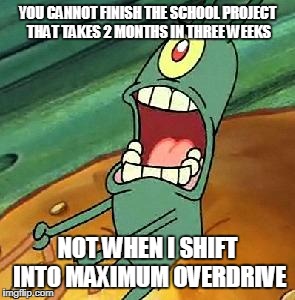 YOU CANNOT FINISH THE SCHOOL PROJECT
THAT TAKES 2 MONTHS IN THREE WEEKS
NOT WHEN I SHIFT
INTO MAXIMUM OVERDRIVE
imgflip.com